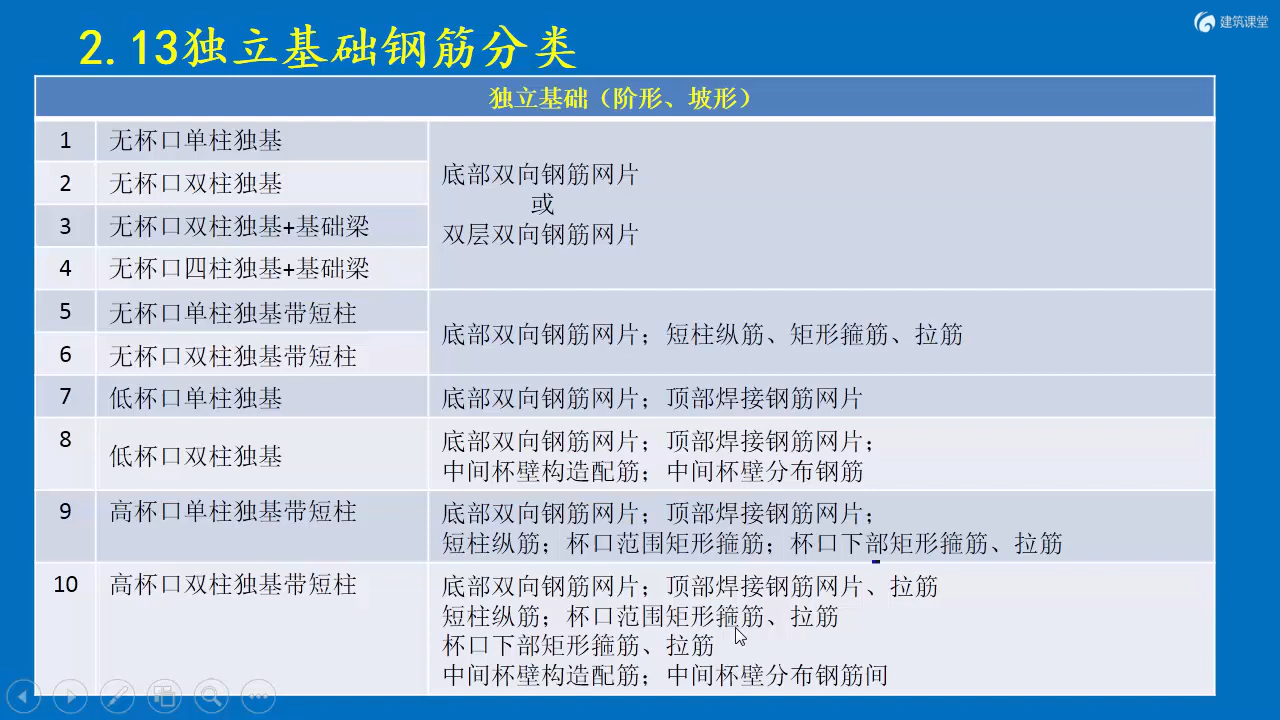 建筑课堂
2.13独立基础钢筋分类
独立基础（阶形、坡形）
1 无杯口单柱独基
底部双向钢筋网片
或
双层双向钢筋网片
2 无杯口双柱独基
3 无杯口双柱独基+基础梁
4 无杯口四柱独基+基础梁
5 无杯口单柱独基带短柱
底部双向钢筋网片；短柱纵筋、矩形箍筋、拉筋
6 无杯口双柱独基带短柱
7 低杯口单柱独基 底部双向钢筋网片；顶部焊接钢筋网片
8 低杯口双柱独基
底部双向钢筋网片；顶部焊接钢筋网片；
中间杯壁构造配筋；中间杯壁分布钢筋
9 高杯口单柱独基带短柱
底部双向钢筋网片；顶部焊接钢筋网片；
短柱纵筋；杯口范围矩形箍筋；杯口下部矩形箍筋、拉筋
10 高杯口双柱独基带短柱
底部双向钢筋网片；顶部焊接钢筋网片、拉筋
短柱纵筋；杯口范围矩形箍筋、拉筋
杯口下部矩形箍筋、拉筋
中间杯壁构造配筋；中间杯壁分布钢筋间